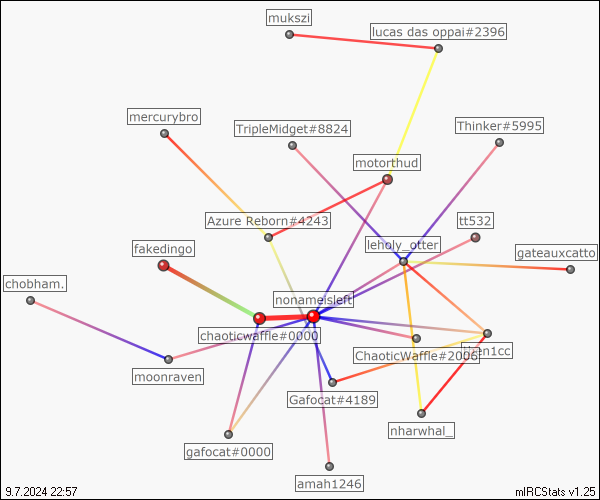 mukszi
lucas das oppai#2396
mercurybro
TripleMidget#8824
Thinker#5995
motorthud
Azure Reborn#4243
tt532
fakedingo
leholy_otter
gateauxcatto
chobham.
nonameisleft
chaoticwaffle#0000
ChaoticWaffle#2006
moonraven
Gafocat#4189
nharwhal_
gafocat#0000
amah1246
9.7.2024 22:57
mIRCStats v1.25